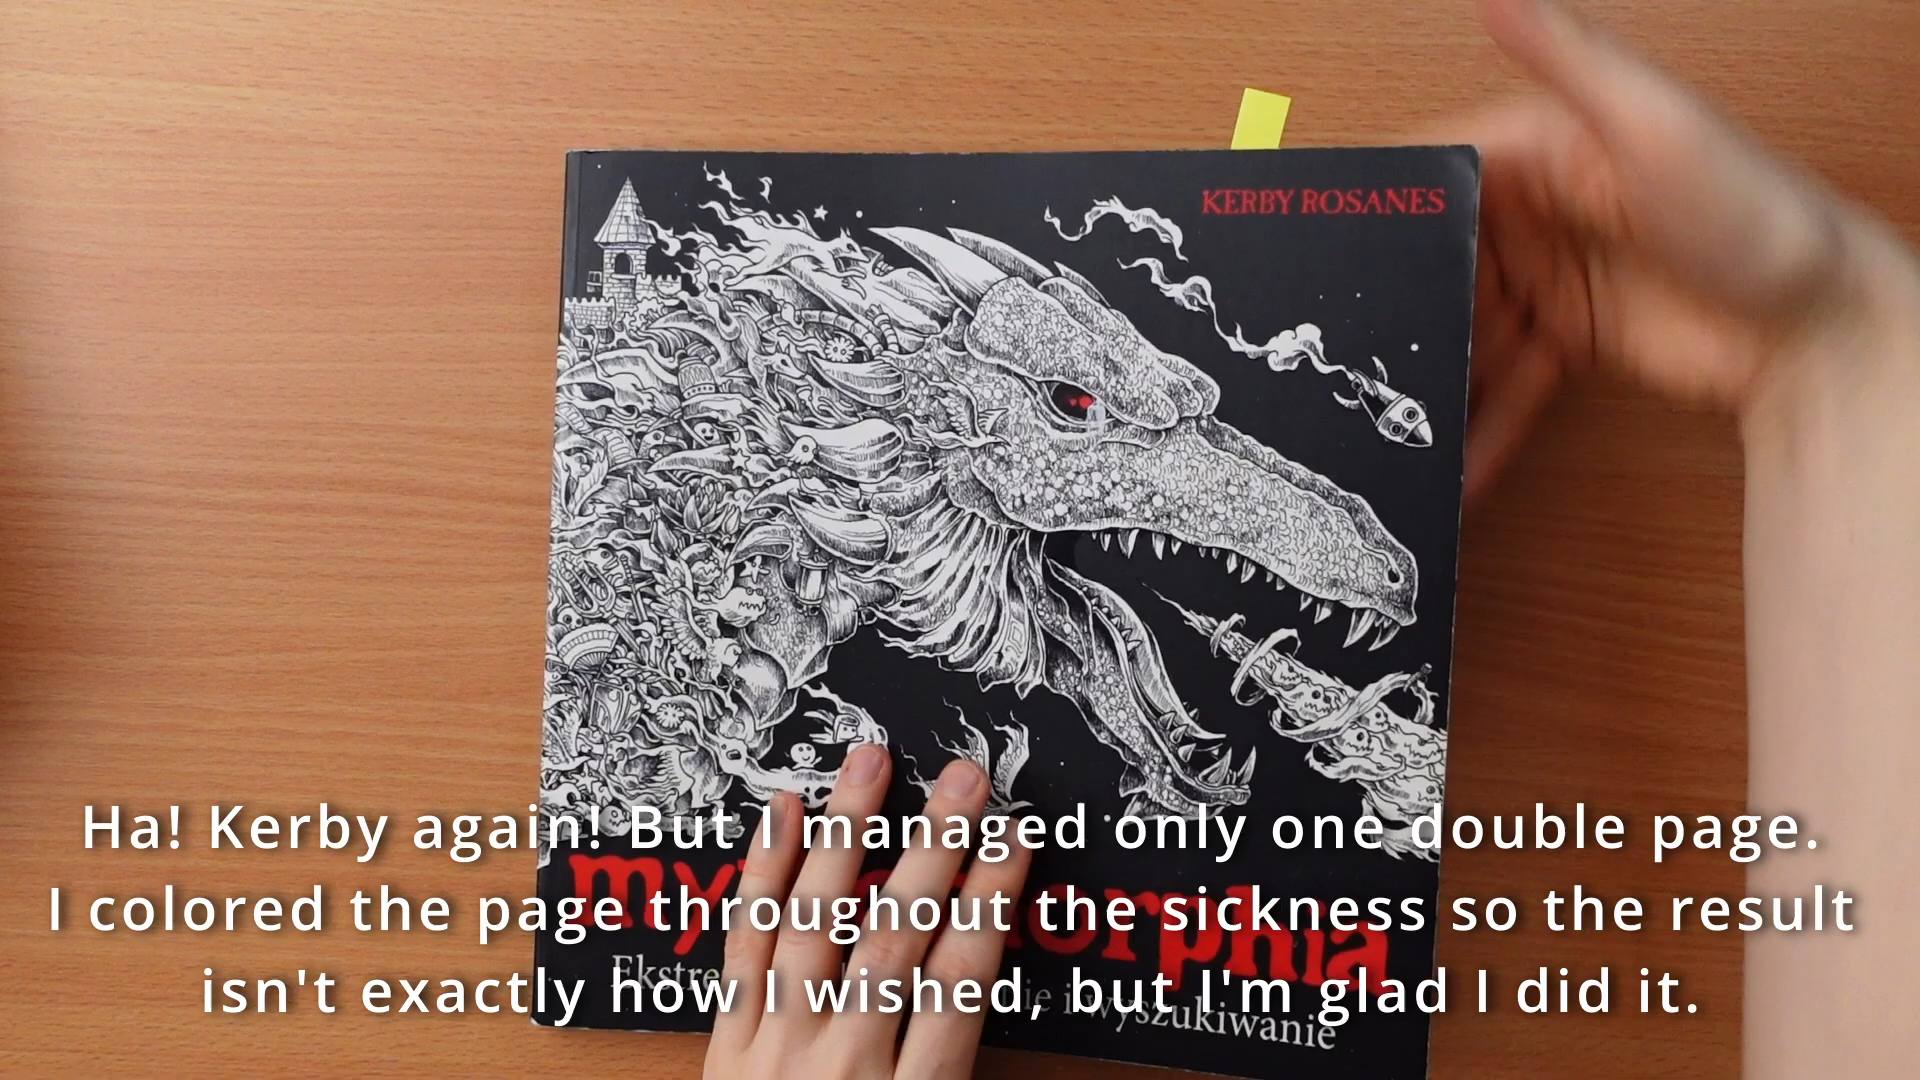 KERBY ROSANES
Ha! Kerby again! But I managed only one double page.
I colored the page throughout the sickness so the result
isn't exactly how I wished, but I'm glad I did it.
i wyszukiwanie